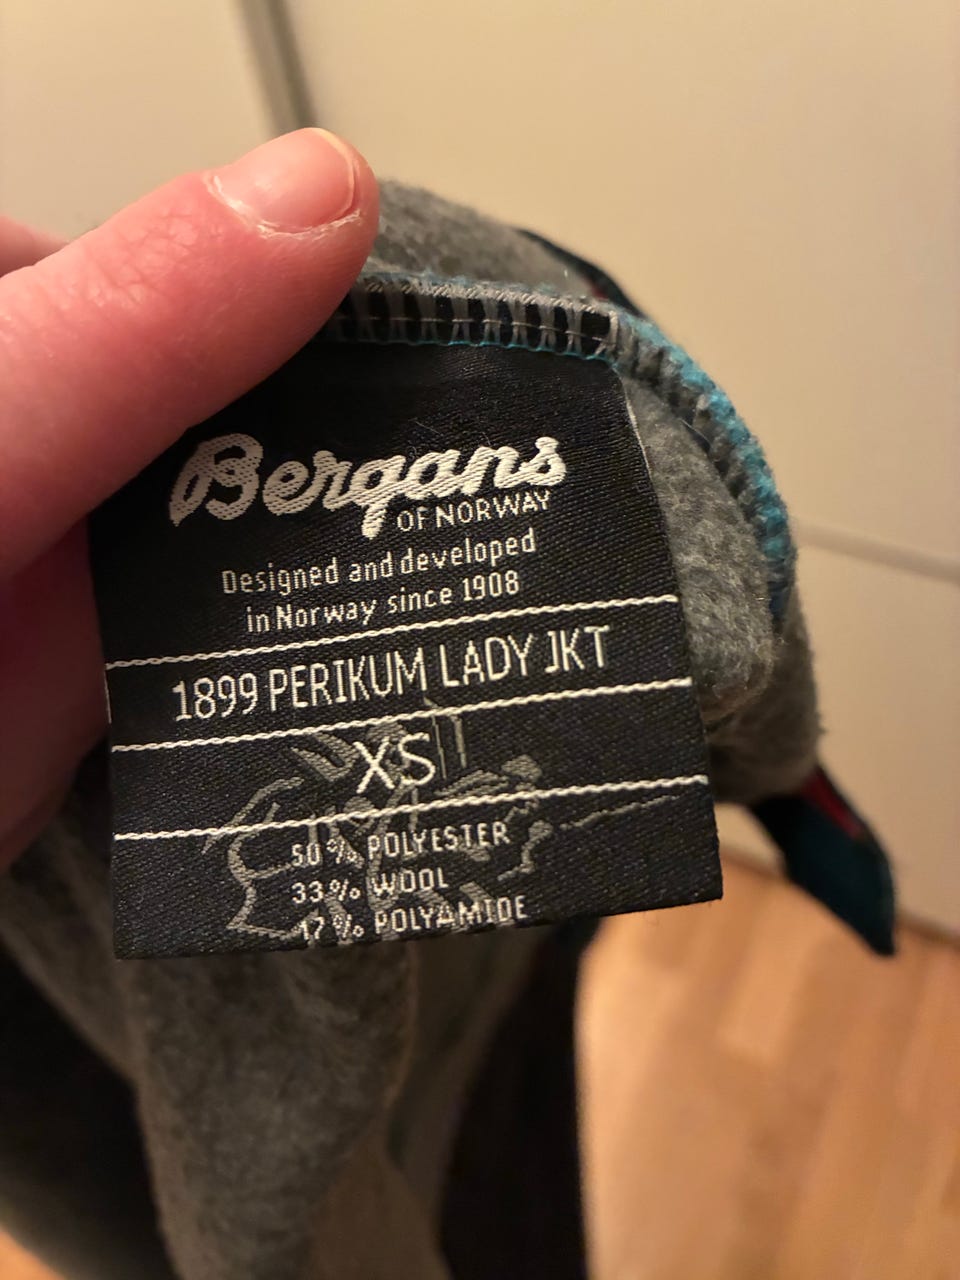 Bergans
OF NORWAY
Designed and developed
in Norway since 1908
1899 PERIKUM LADY JKT
XS
50 % POLYESTER
33 % WOOL
17 % POLYAMIDE